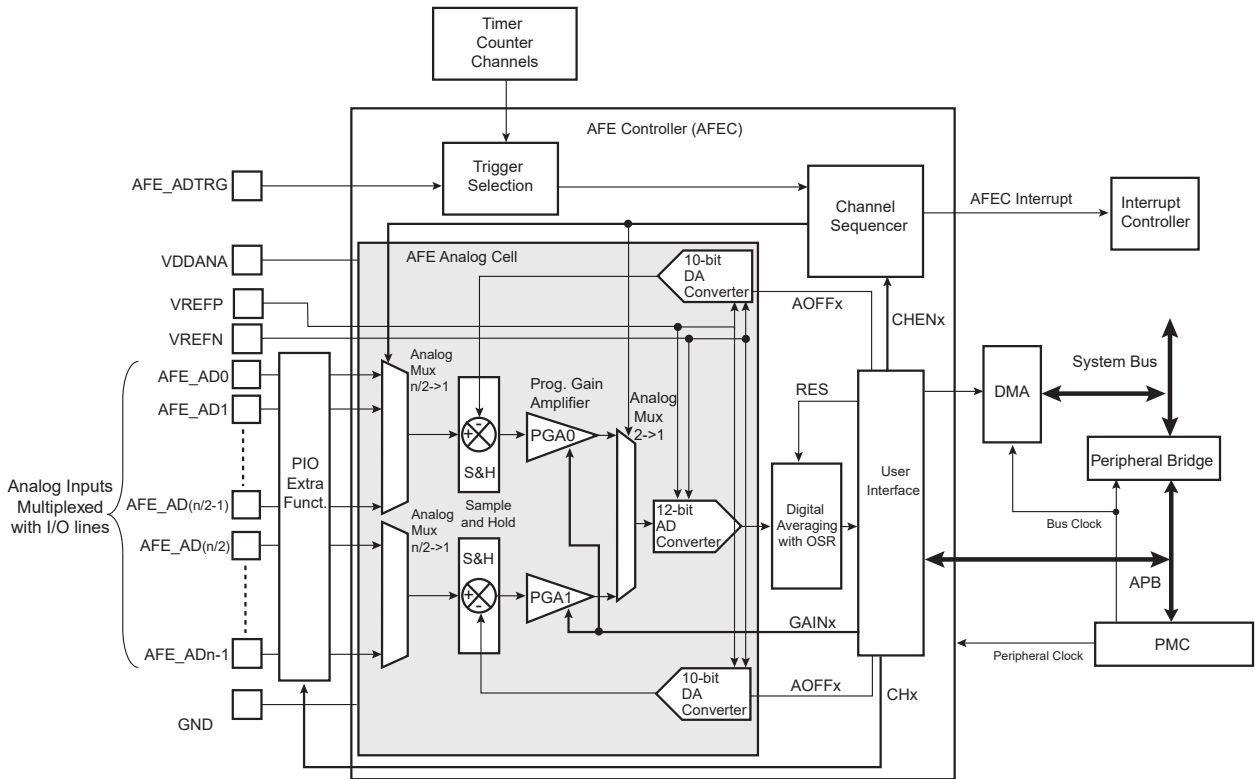 Timer
Counter
Channels
AFE Controller (AFEC)
AFE_ADTRG
Trigger
Selection
Channel
Sequencer
AFEC Interrupt
Interrupt
Controller
VDDANA
AFE Analog Cell
10-bit
DA
Converter
AOFFx
CHENx
VREFP
VREFN
AFE_AD0
AFE_AD1
AFE_AD(n/2-1)
AFE_AD(n/2)
AFE_ADn-1
GND
Analog Inputs
Multiplexed
with I/O lines
PIO
Extra
Funct.
Analog
Mux
n/2->1
Prog. Gain
Amplifier
Analog
Mux
2->1
+
-
S&H
PGA0
Sample
and Hold
Analog
Mux
n/2->1
S&H
+
-
PGA1
12-bit
AD
Converter
RES
Digital
Averaging
with OSR
User
Interface
DMA
System Bus
Peripheral Bridge
Bus Clock
APB
GAINx
Peripheral Clock
PMC
10-bit
DA
Converter
AOFFx
CHx